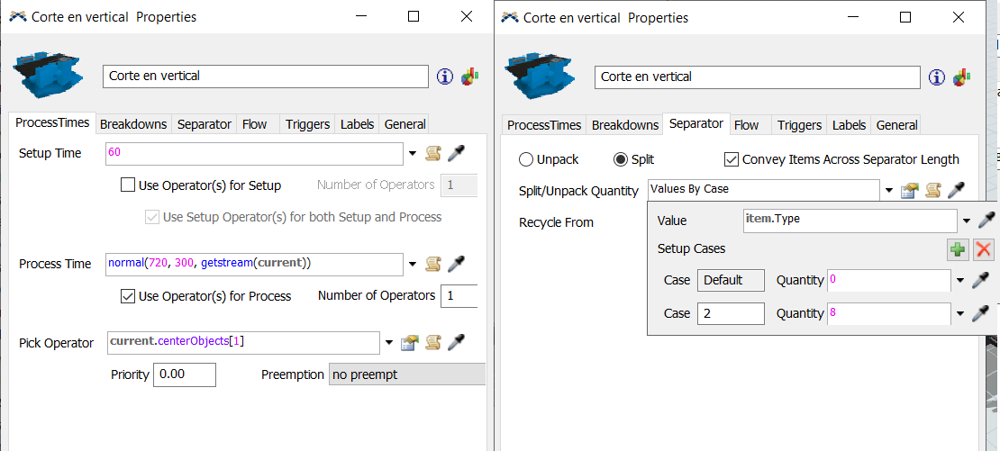 Corte en vertical  Properties
Corte en vertical
ProcessTimes Breakdowns Separator Flow Triggers Labels General
Setup Time 60
Use Operator(s) for Setup Number of Operators 1
Use Setup Operator(s) for both Setup and Process
Process Time normal(720, 300, getstream(current))
Use Operator(s) for Process Number of Operators 1
Pick Operator current.centerObjects[1]
Priority 0.00 Preemption no preempt
Corte en vertical  Properties
Corte en vertical
ProcessTimes Breakdowns Separator Flow Triggers Labels General
Unpack Split Convey Items Across Separator Length
Split/Unpack Quantity Values By Case
Recycle From
Value item.Type
Setup Cases
Case Default Quantity 0
Case 2 Quantity 8